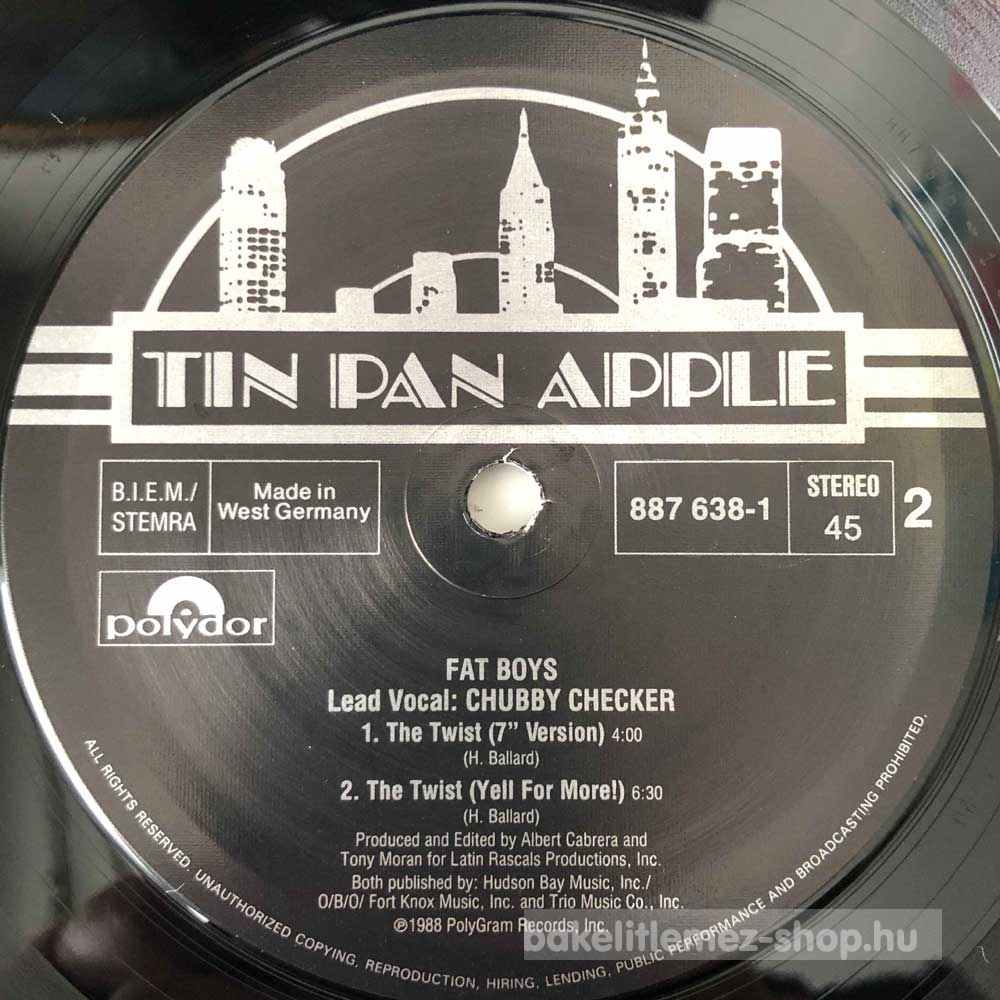 TIN PAN APPLE
B.I.E.M./
STEMRA
Made in
West Germany
887 638-1
STEREO
45
2
polydor
FAT BOYS
Lead Vocal: CHUBBY CHECKER
1. The Twist (7" Version) 4:00
(H. Ballard)
2. The Twist (Yell For More!) 6:30
(H. Ballard)
Produced and Edited by Albert Cabrera and
Tony Moran for Latin Rascals Productions, Inc.
Both published by: Hudson Bay Music, Inc./
O/B/O/ Fort Knox Music, Inc. and Trio Music Co., Inc.
℗1988 PolyGram Records, Inc.
ALL RIGHTS RESERVED. UNAUTHORIZED COPYING, REPRODUCTION, HIRING, LENDING, PUBLIC PERFORMANCE AND BROADCASTING PROHIBITED.
bakelitlemez-shop.hu